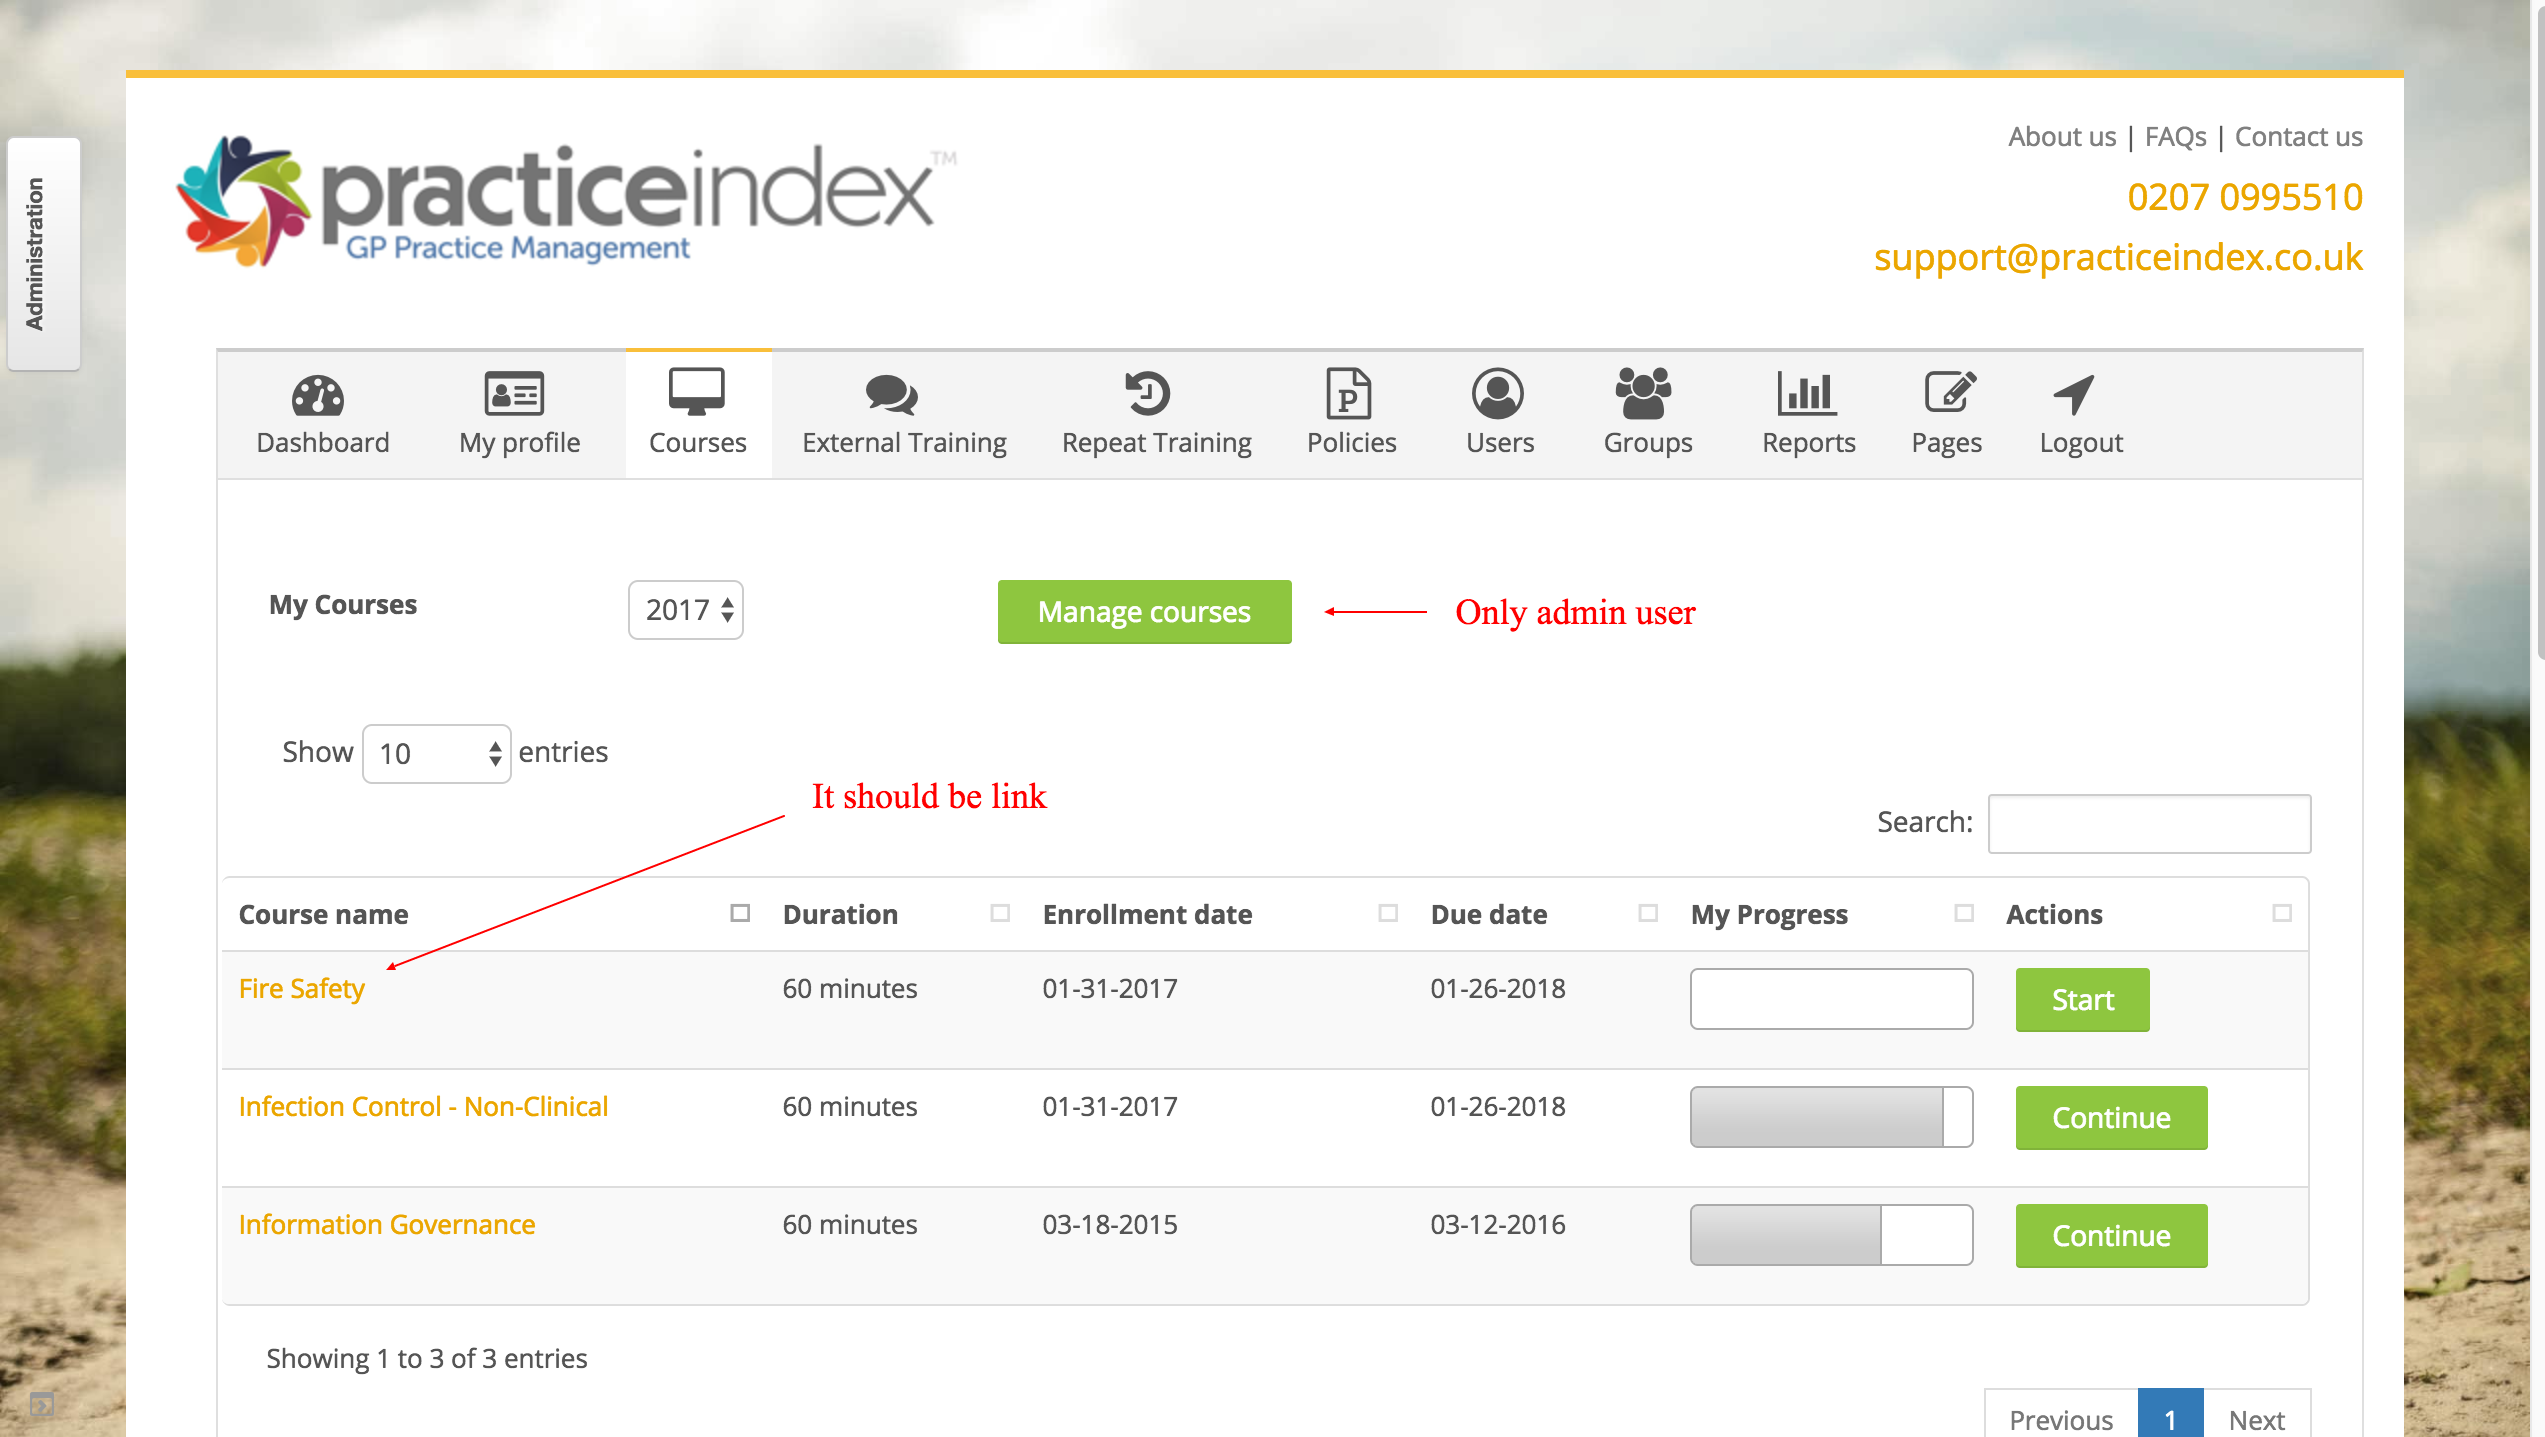 Administration
practiceindex™
GP Practice Management
About us | FAQs | Contact us
0207 0995510
support@practiceindex.co.uk
Dashboard My profile Courses External Training Repeat Training Policies Users Groups Reports Pages Logout
My Courses 2017 Manage courses Only admin user
Show 10 entries
It should be link
Search:
Course name Duration Enrollment date Due date My Progress Actions
Fire Safety 60 minutes 01-31-2017 01-26-2018 Start
Infection Control - Non-Clinical 60 minutes 01-31-2017 01-26-2018 Continue
Information Governance 60 minutes 03-18-2015 03-12-2016 Continue
Showing 1 to 3 of 3 entries
Previous 1 Next